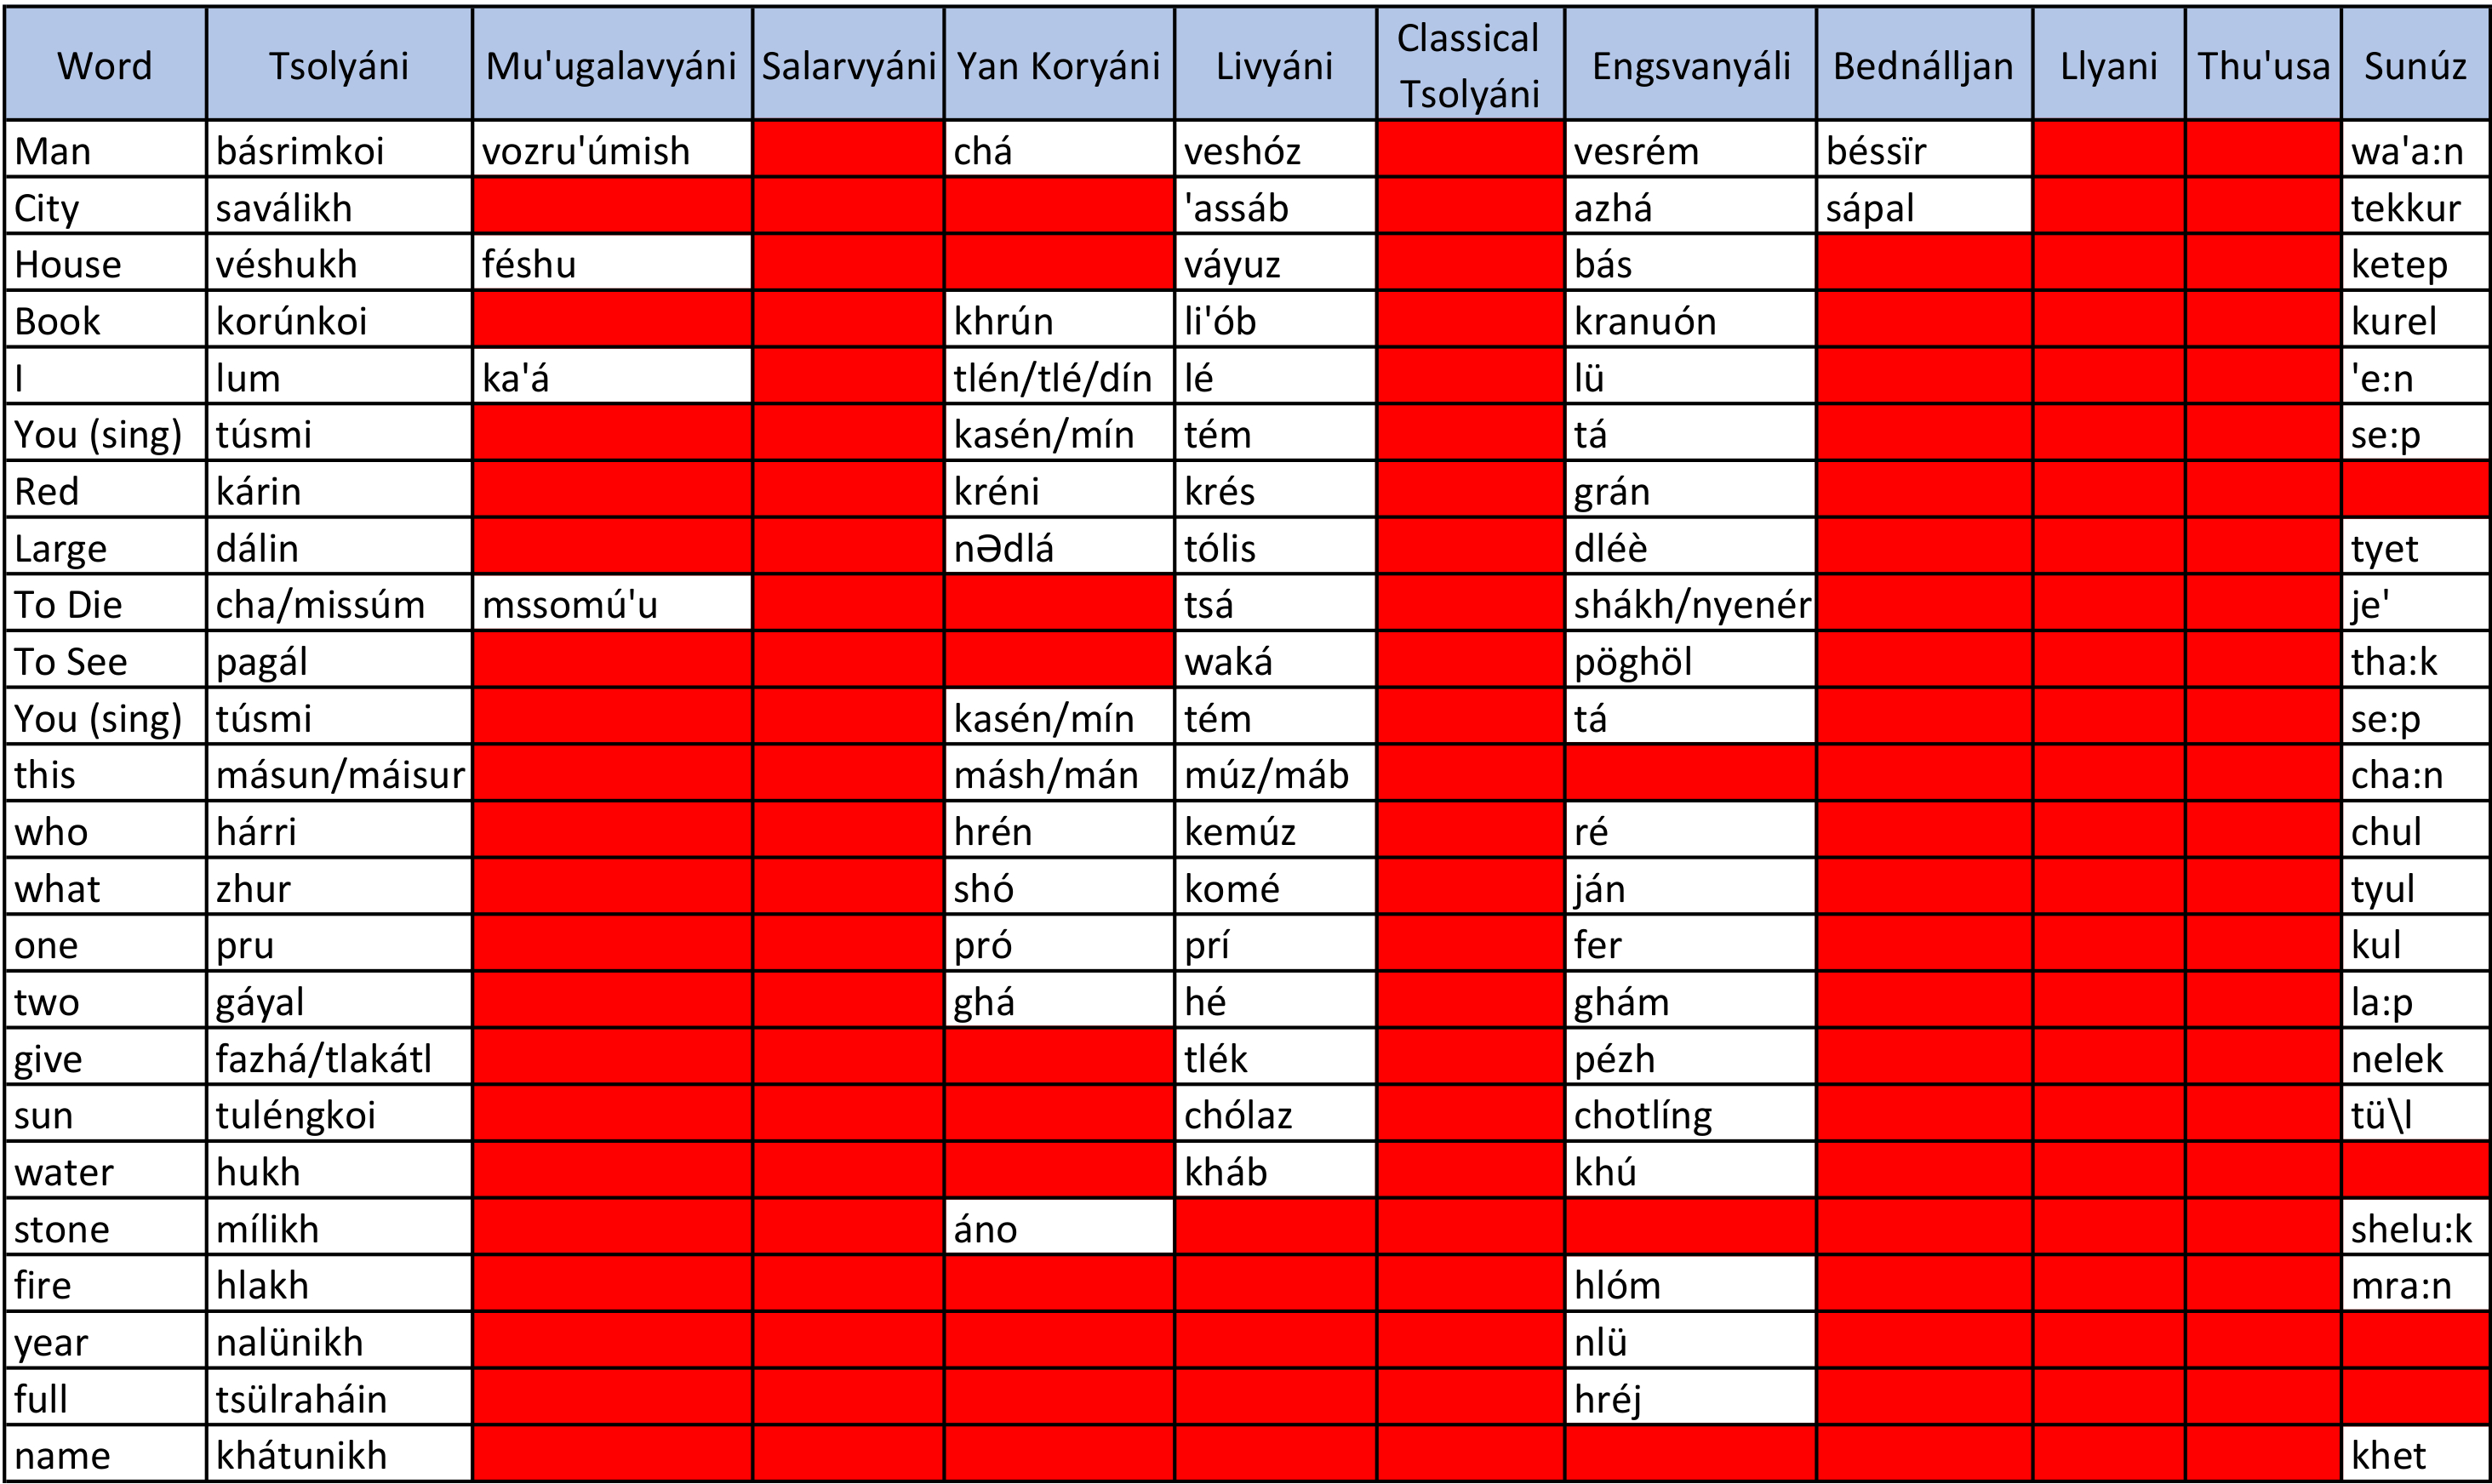 Word Tsolyáni Mu'ugalavyáni Salarvyáni Yan Koryáni Livyáni Classical Tsolyáni Engsvanyáli Bednálljan Llyani Thu'usa Sunúz
Man básrimkoi vozru'úmish chá veshóz vesrém béssïr wa'a:n
City saválikh 'assáb azhá sápal tekkur
House véshukh féshu váyuz bás ketep
Book korúnkoi khrún li'ób kranuón kurel
I lum ka'á tlén/tlé/dín lé lü 'e:n
You (sing) túsmi kasén/mín tém tá se:p
Red kárin kréni krés grán
Large dálin nƏdlá tólis dléè tyet
To Die cha/missúm mssomú'u tsá shákh/nyenér je'
To See pagál waká pöghöl tha:k
You (sing) túsmi kasén/mín tém tá se:p
this másun/máisur másh/mán múz/máb cha:n
who hárri hrén kemúz ré chul
what zhur shó komé ján tyul
one pru pró prí fer kul
two gáyal ghá hé ghám la:p
give fazhá/tlakátl tlék pézh nelek
sun tuléngkoi chólaz chotlíng tü\l
water hukh kháb khú
stone mílikh áno shelu:k
fire hlakh hlóm mra:n
year nalünikh nlü
full tsülraháin hréj
name khátunikh khet